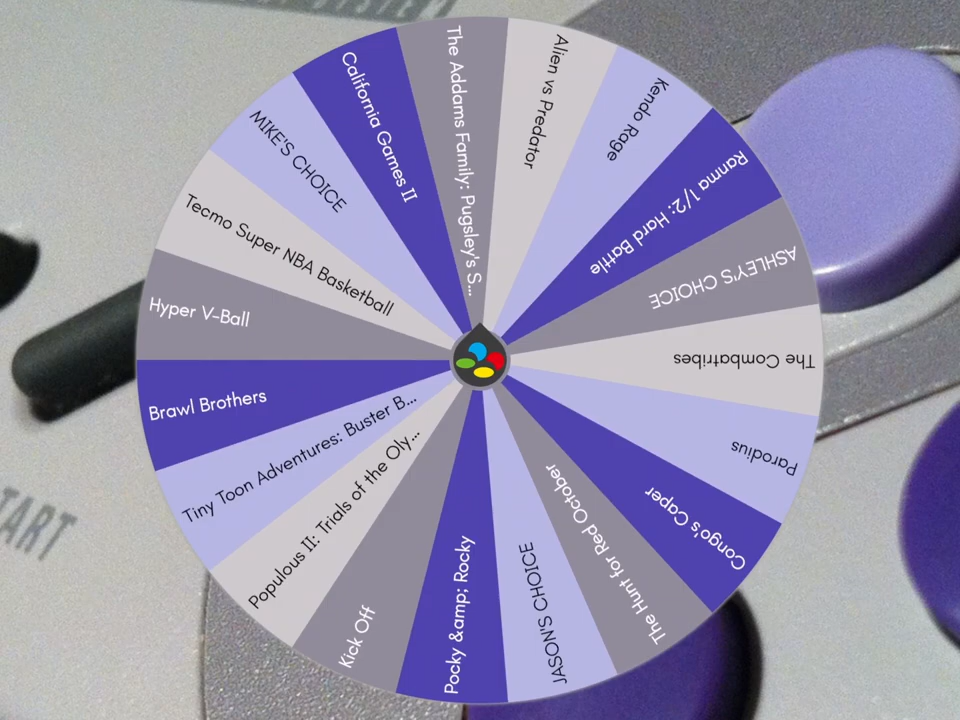 The Addams Family: Pugsley's S...
Alien vs Predator
Kendo Rage
Ranma 1/2: Hard Battle
ASHLEY'S CHOICE
The Combatribes
Parodius
Congo's Caper
The Hunt for Red October
JASON'S CHOICE
Pocky &amp; Rocky
Kick Off
Populous II: Trials of the Oly...
Tiny Toon Adventures: Buster B...
Brawl Brothers
Hyper V-Ball
Tecmo Super NBA Basketball
MIKE'S CHOICE
California Games II